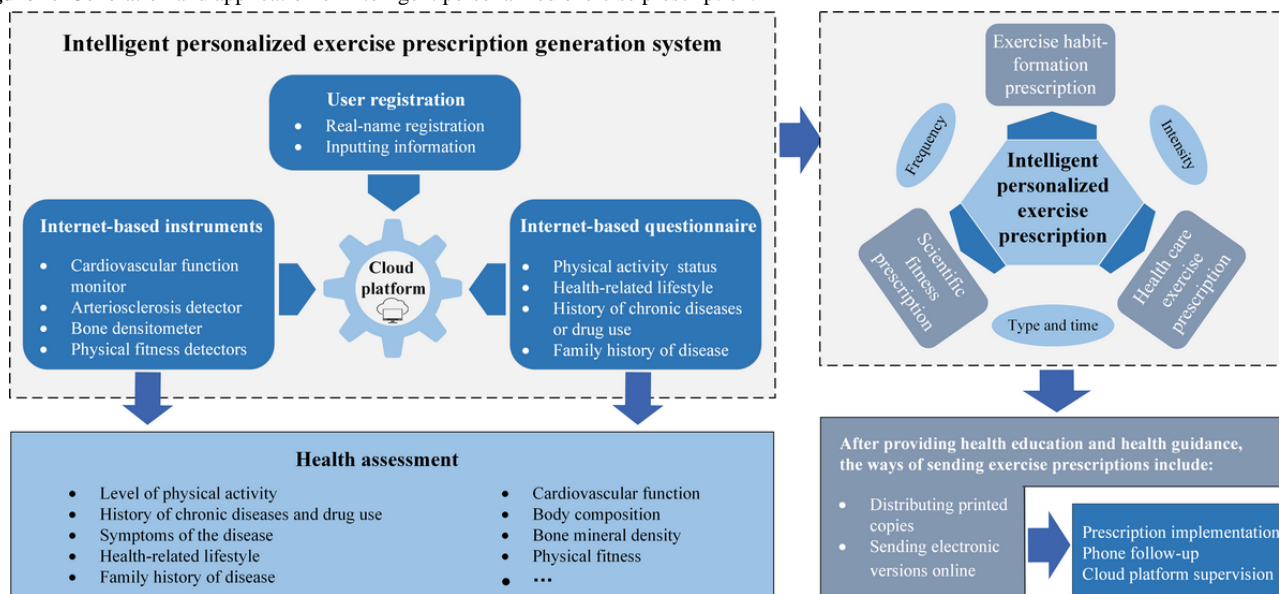 Intelligent personalized exercise prescription generation system
User registration
• Real-name registration
• Inputting information
Internet-based instruments
• Cardiovascular function
monitor
• Arteriosclerosis detector
• Bone densitometer
• Physical fitness detectors
Cloud
platform
Internet-based questionnaire
• Physical activity status
• Health-related lifestyle
• History of chronic diseases
or drug use
• Family history of disease
Health assessment
• Level of physical activity
• History of chronic diseases and drug use
• Symptoms of the disease
• Health-related lifestyle
• Family history of disease
• Cardiovascular function
• Body composition
• Bone mineral density
• Physical fitness
• ...
Exercise habit-
formation
prescription
Frequency
Intensity
Intelligent
personalized
exercise
prescription
Scientific
fitness
prescription
Health care
exercise
prescription
Type and time
After providing health education and health guidance,
the ways of sending exercise prescriptions include:
• Distributing printed
copies
• Sending electronic
versions online
Prescription implementation
Phone follow-up
Cloud platform supervision